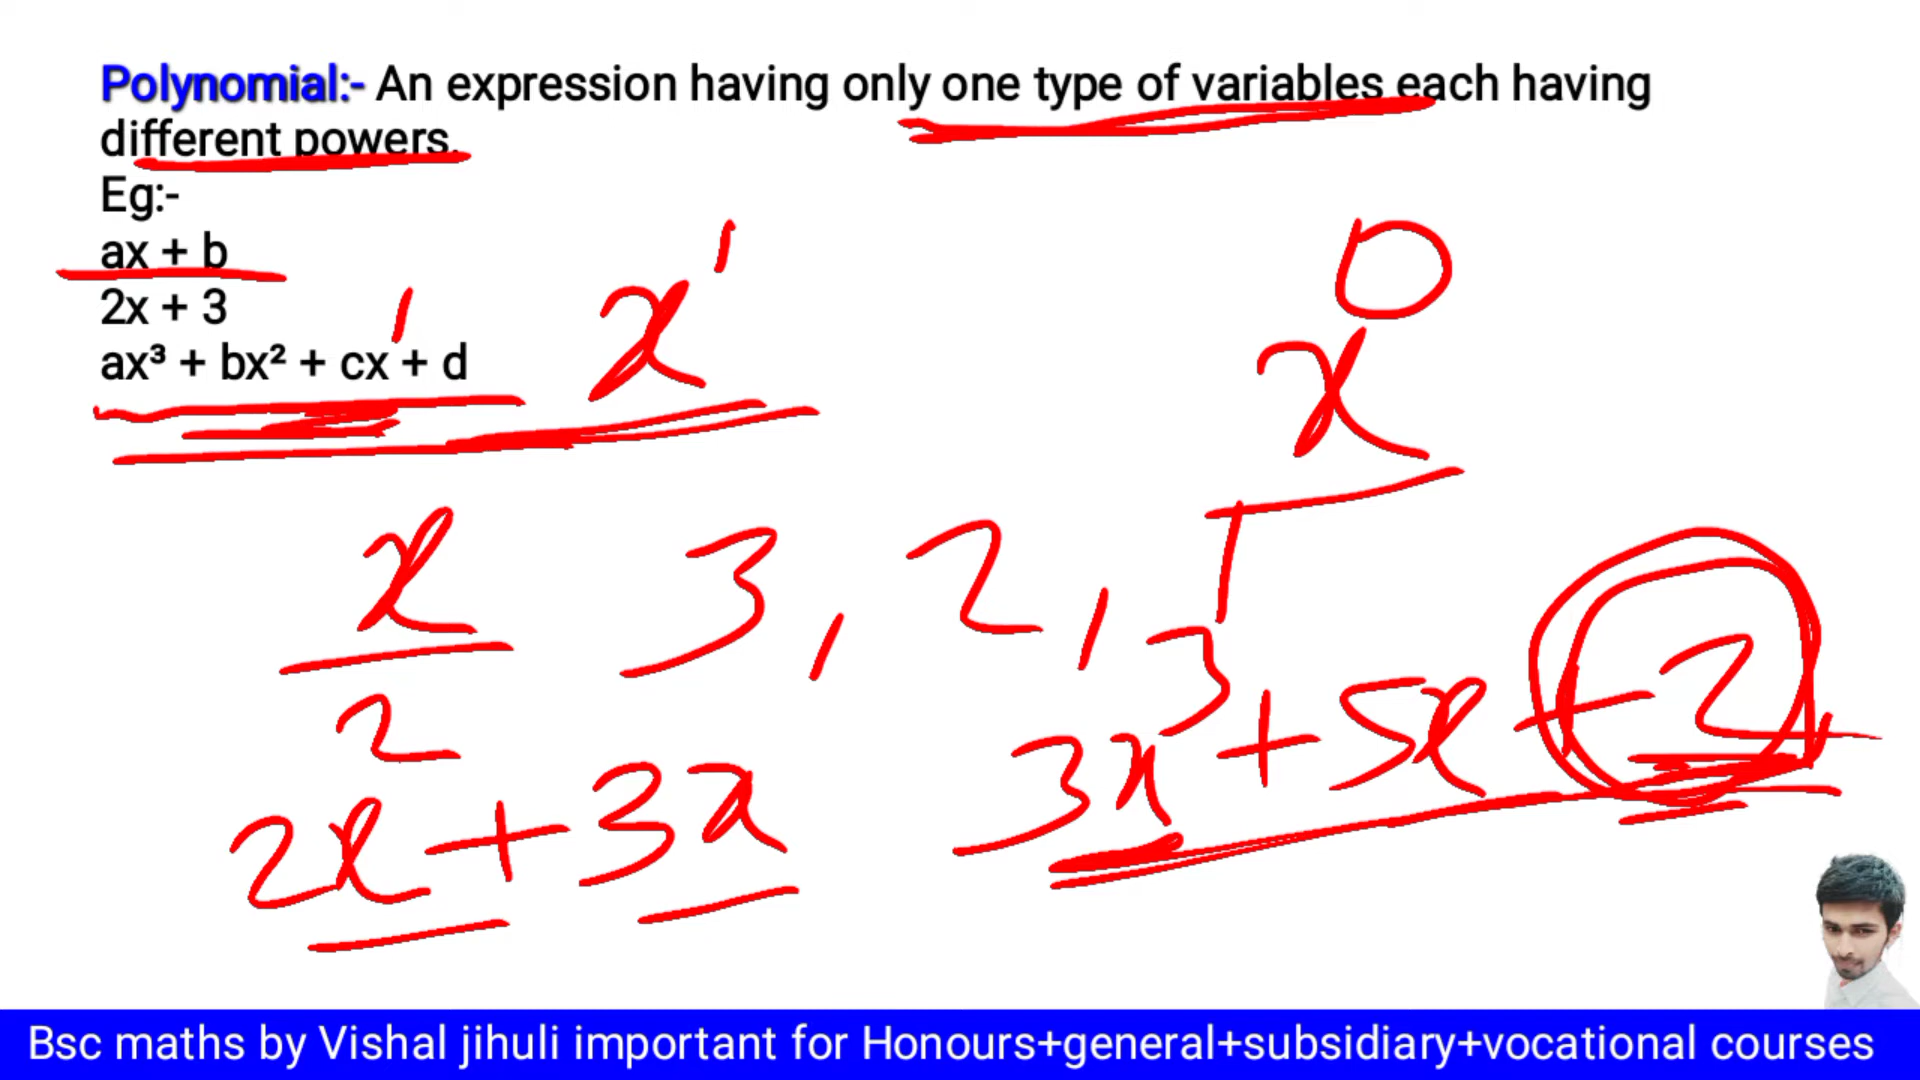 Polynomial:- An expression having only one type of variables each having
different powers.
Eg:-
ax + b
2x + 3
ax³ + bx² + cx¹ + d
x¹
x⁰
x
3, 2, 1
2
2x + 3x
3x³ + 5x + 2
Bsc maths by Vishal jihuli important for Honours+general+subsidiary+vocational courses